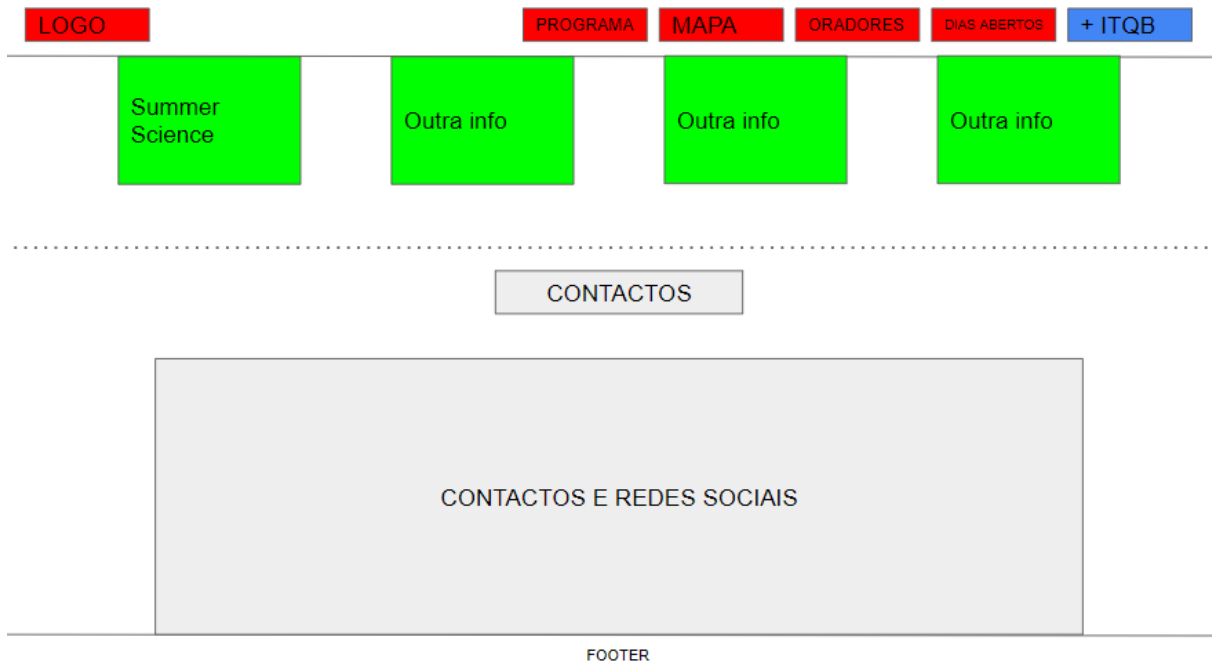 LOGO
PROGRAMA
MAPA
ORADORES
DIAS ABERTOS
+ ITQB
Summer
Science
Outra info
Outra info
Outra info
CONTACTOS
CONTACTOS E REDES SOCIAIS
FOOTER